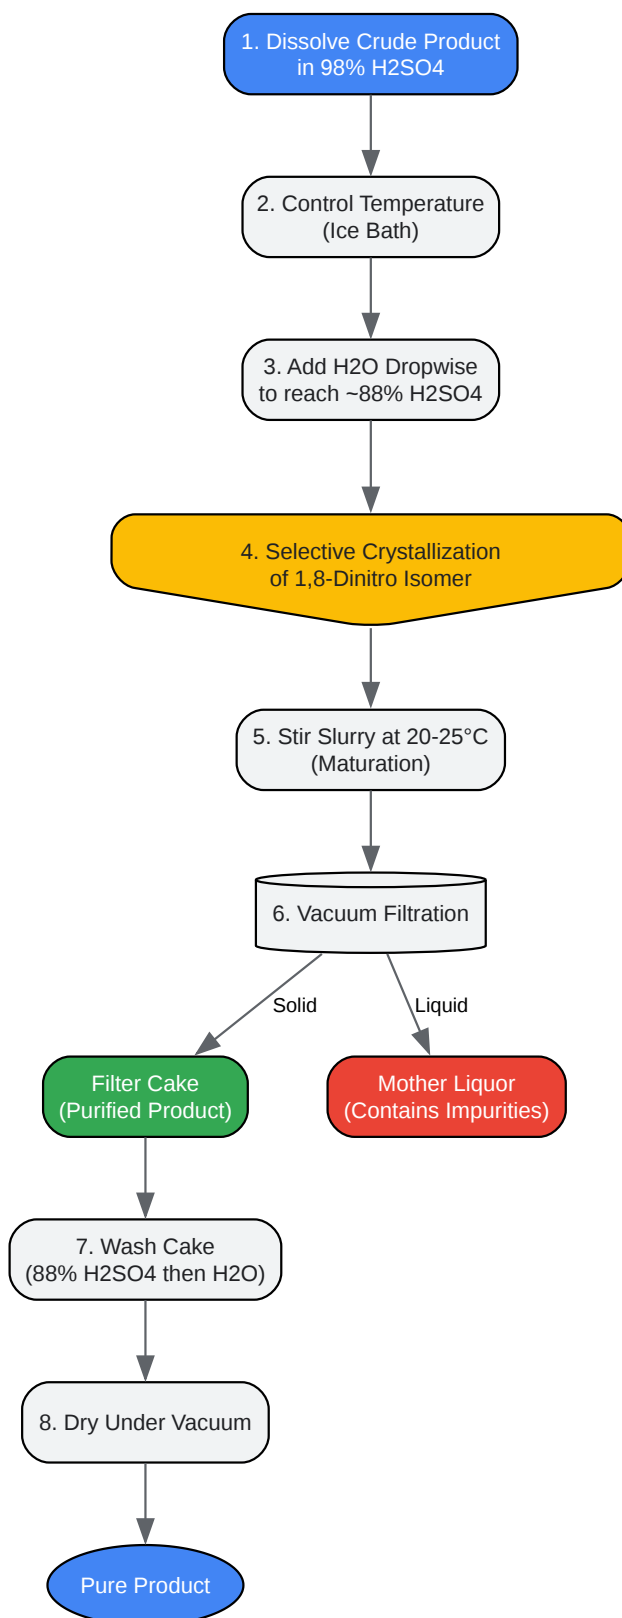 1. Dissolve Crude Product
in 98% H2SO4
2. Control Temperature
(Ice Bath)
3. Add H2O Dropwise
to reach ~88% H2SO4
4. Selective Crystallization
of 1,8-Dinitro Isomer
5. Stir Slurry at 20-25°C
(Maturation)
6. Vacuum Filtration
Solid
Liquid
Filter Cake
(Purified Product)
Mother Liquor
(Contains Impurities)
7. Wash Cake
(88% H2SO4 then H2O)
8. Dry Under Vacuum
Pure Product